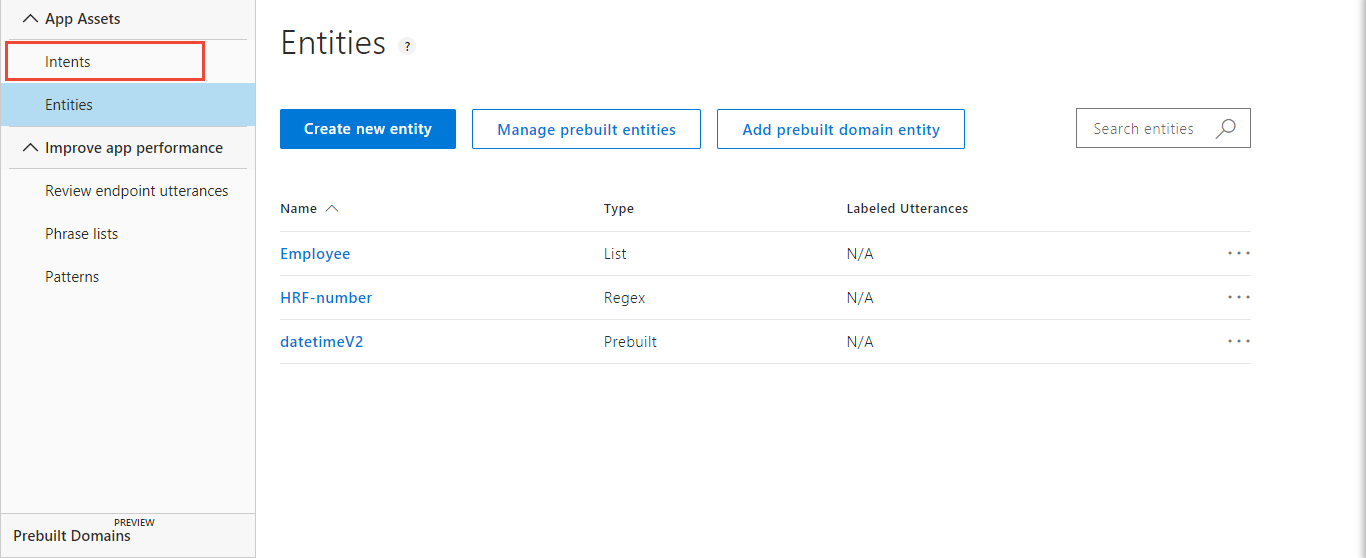 App Assets
Intents
Entities
Improve app performance
Review endpoint utterances
Phrase lists
Patterns
PREVIEW
Prebuilt Domains
Entities ?
Create new entity Manage prebuilt entities Add prebuilt domain entity Search entities
Name Type Labeled Utterances
Employee List N/A ...
HRF-number Regex N/A ...
datetimeV2 Prebuilt N/A ...